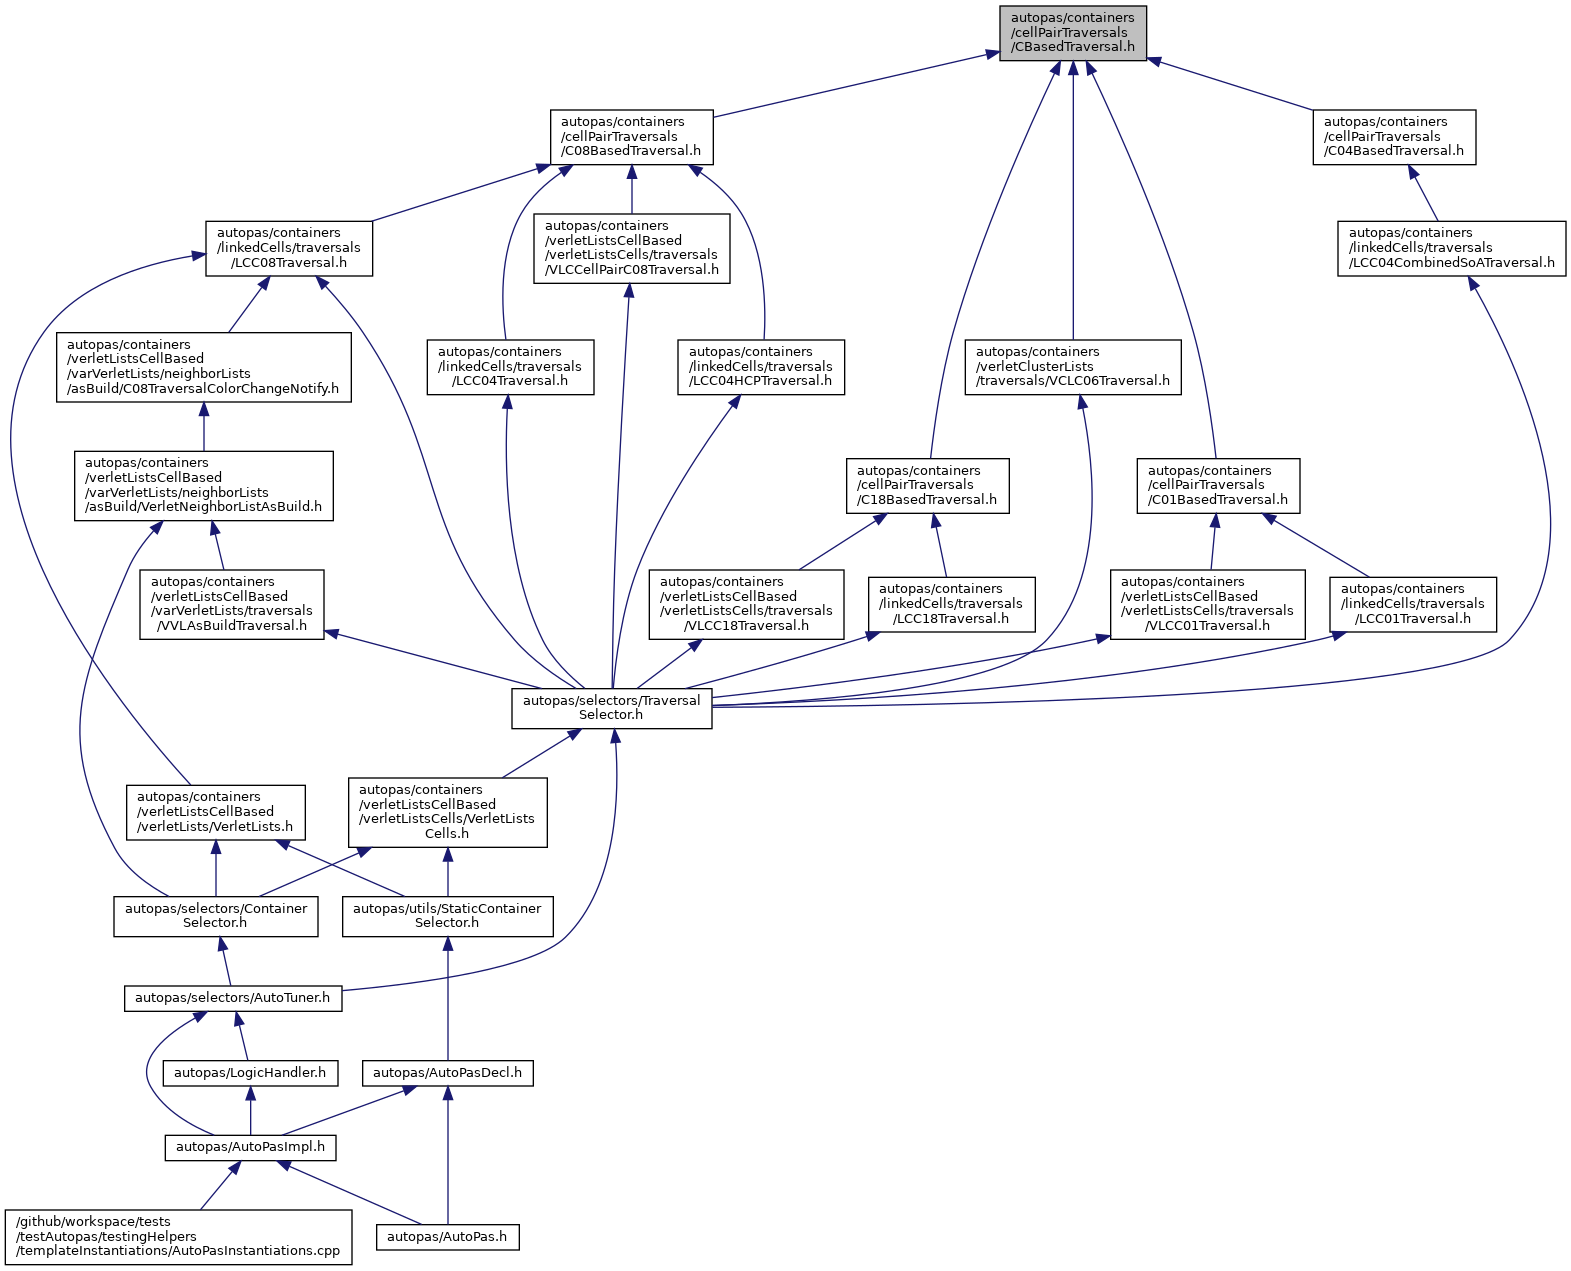 autopas/containers
/cellPairTraversals
/CBasedTraversal.h
autopas/containers
/cellPairTraversals
/C08BasedTraversal.h
autopas/containers
/cellPairTraversals
/C04BasedTraversal.h
autopas/containers
/linkedCells/traversals
/LCC08Traversal.h
autopas/containers
/verletListsCellBased
/verletListsCells/traversals
/VLCCellPairC08Traversal.h
autopas/containers
/linkedCells/traversals
/LCC04CombinedSoATraversal.h
autopas/containers
/verletListsCellBased
/varVerletLists/neighborLists
/asBuild/C08TraversalColorChangeNotify.h
autopas/containers
/linkedCells/traversals
/LCC04Traversal.h
autopas/containers
/linkedCells/traversals
/LCC04HCPTraversal.h
autopas/containers
/verletClusterLists
/traversals/VCLC06Traversal.h
autopas/containers
/verletListsCellBased
/varVerletLists/neighborLists
/asBuild/VerletNeighborListAsBuild.h
autopas/containers
/cellPairTraversals
/C18BasedTraversal.h
autopas/containers
/cellPairTraversals
/C01BasedTraversal.h
autopas/containers
/verletListsCellBased
/varVerletLists/traversals
/VVLAsBuildTraversal.h
autopas/containers
/verletListsCellBased
/verletListsCells/traversals
/VLCC18Traversal.h
autopas/containers
/linkedCells/traversals
/LCC18Traversal.h
autopas/containers
/verletListsCellBased
/verletListsCells/traversals
/VLCC01Traversal.h
autopas/containers
/linkedCells/traversals
/LCC01Traversal.h
autopas/selectors/Traversal
Selector.h
autopas/containers
/verletListsCellBased
/verletLists/VerletLists.h
autopas/containers
/verletListsCellBased
/verletListsCells/VerletLists
Cells.h
autopas/selectors/Container
Selector.h
autopas/utils/StaticContainer
Selector.h
autopas/selectors/AutoTuner.h
autopas/LogicHandler.h
autopas/AutoPasDecl.h
autopas/AutoPasImpl.h
/github/workspace/tests
/testAutopas/testingHelpers
/templateInstantiations/AutoPasInstantiations.cpp
autopas/AutoPas.h